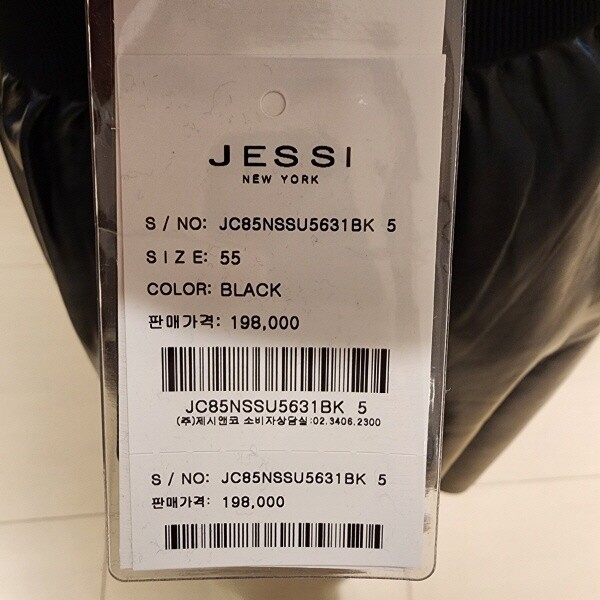 JESSI
NEW YORK
S / NO: JC85NSSU5631BK 5
SIZE: 55
COLOR: BLACK
판매가격: 198,000
JC85NSSU5631BK 5
(주)제시앤코 소비자상담실:02.3406.2300
S / NO: JC85NSSU5631BK 5
판매가격: 198,000